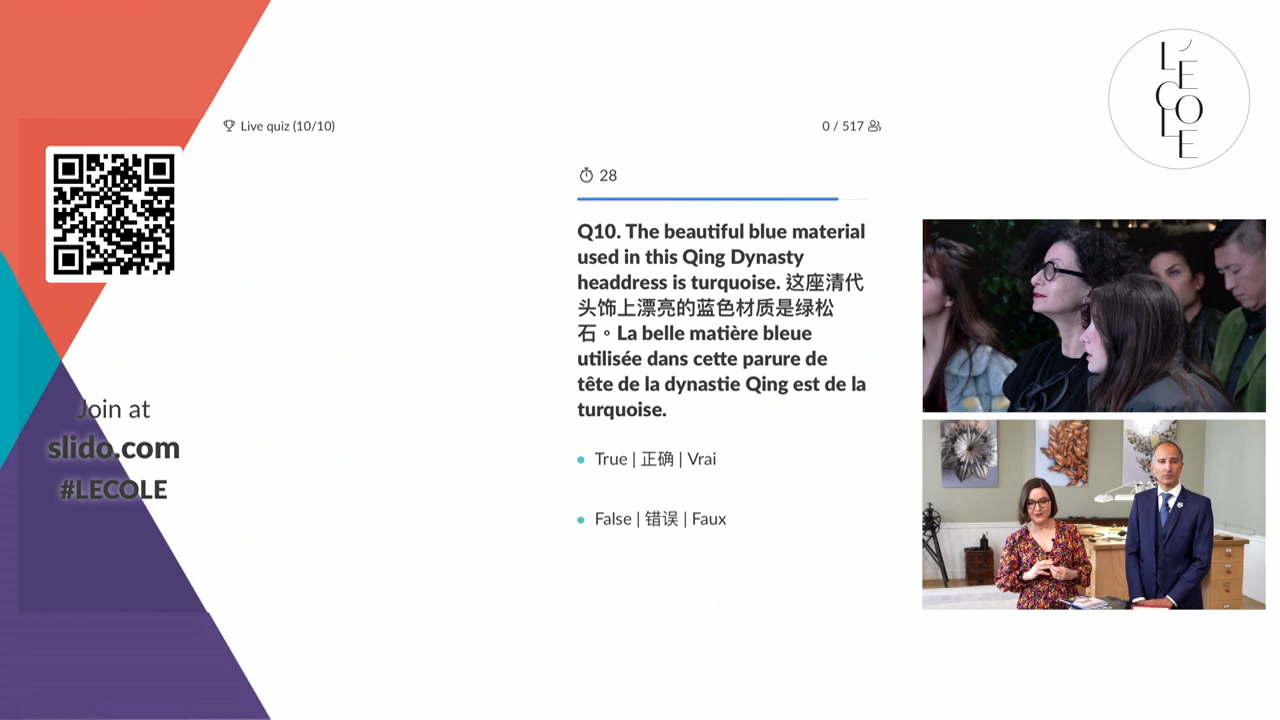 L'ÉCOLE
Live quiz (10/10)
0 / 517
28
Q10. The beautiful blue material
used in this Qing Dynasty
headdress is turquoise. 这座清代
头饰上漂亮的蓝色材质是绿松
石。La belle matière bleue
utilisée dans cette parure de
tête de la dynastie Qing est de la
turquoise.
True | 正确 | Vrai
False | 错误 | Faux
Join at
slido.com
#LECOLE